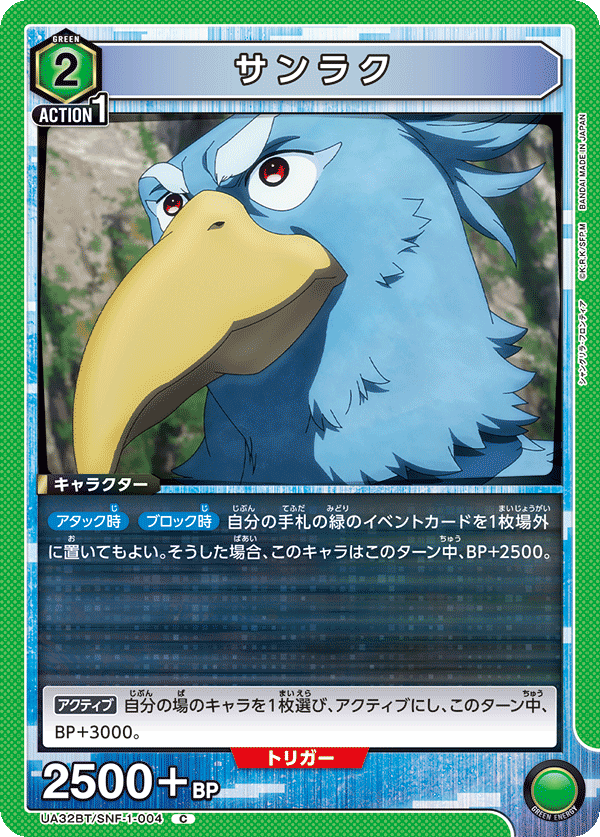 GREEN
2
ACTION 1
サンラク
©K.R.K/SFP.M BANDAI MADE IN JAPAN
シャングリラ・フロンティア
キャラクター
アタック時 ブロック時 自分の手札の緑のイベントカードを1枚場外
に置いてもよい。そうした場合、このキャラはこのターン中、BP+2500。
アクティブ 自分の場のキャラを1枚選び、アクティブにし、このターン中、
BP+3000。
トリガー
2500+BP
GREEN ENERGY
UA32BT/SNF-1-004 C